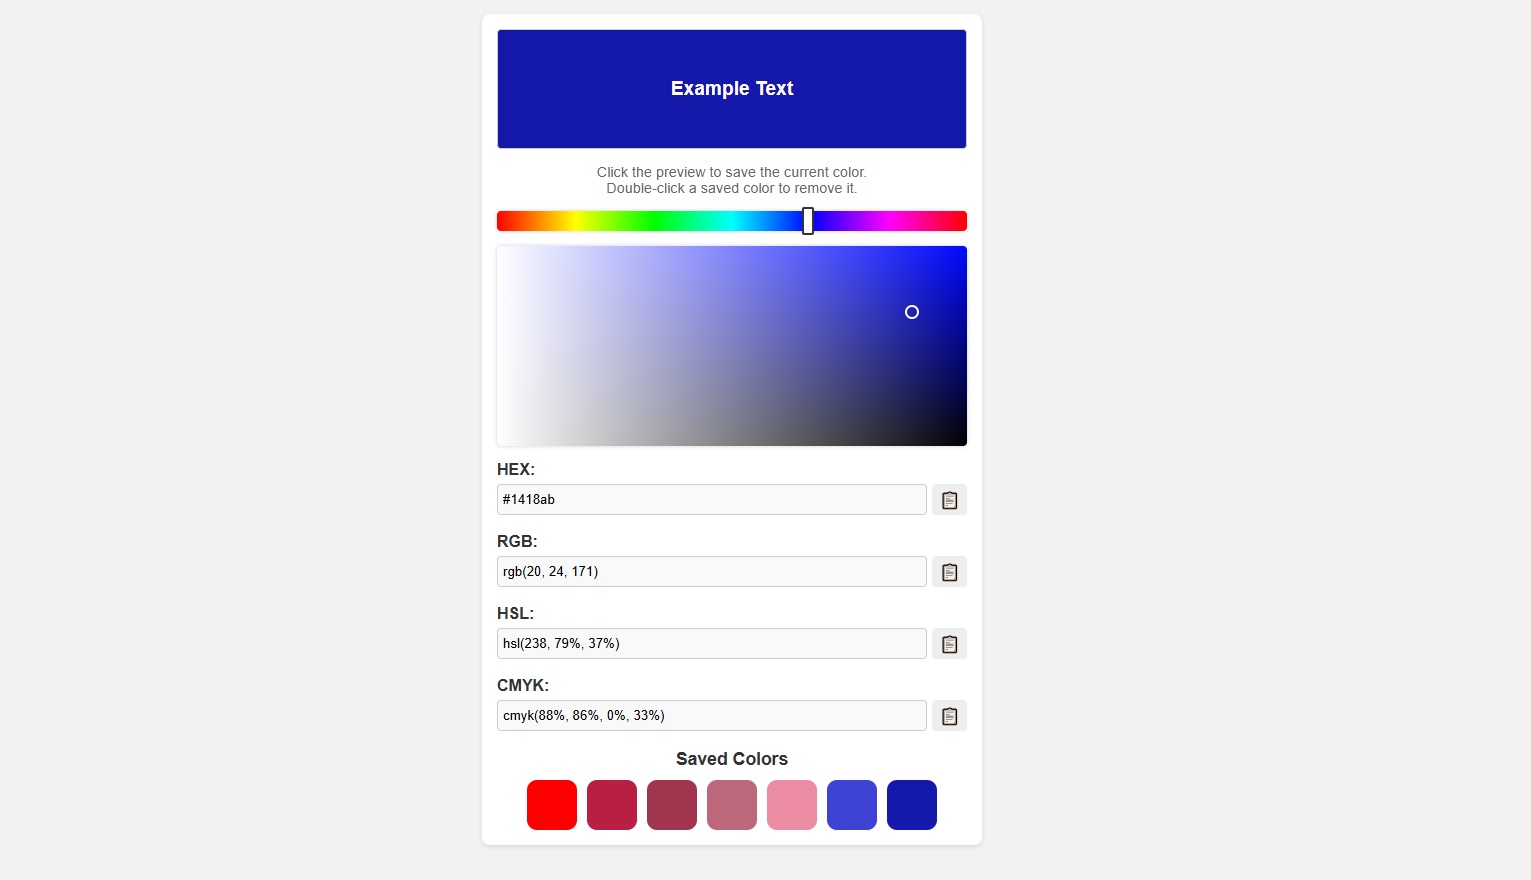 Example Text
Click the preview to save the current color.
Double-click a saved color to remove it.
HEX:
#1418ab
RGB:
rgb(20, 24, 171)
HSL:
hsl(238, 79%, 37%)
CMYK:
cmyk(88%, 86%, 0%, 33%)
Saved Colors